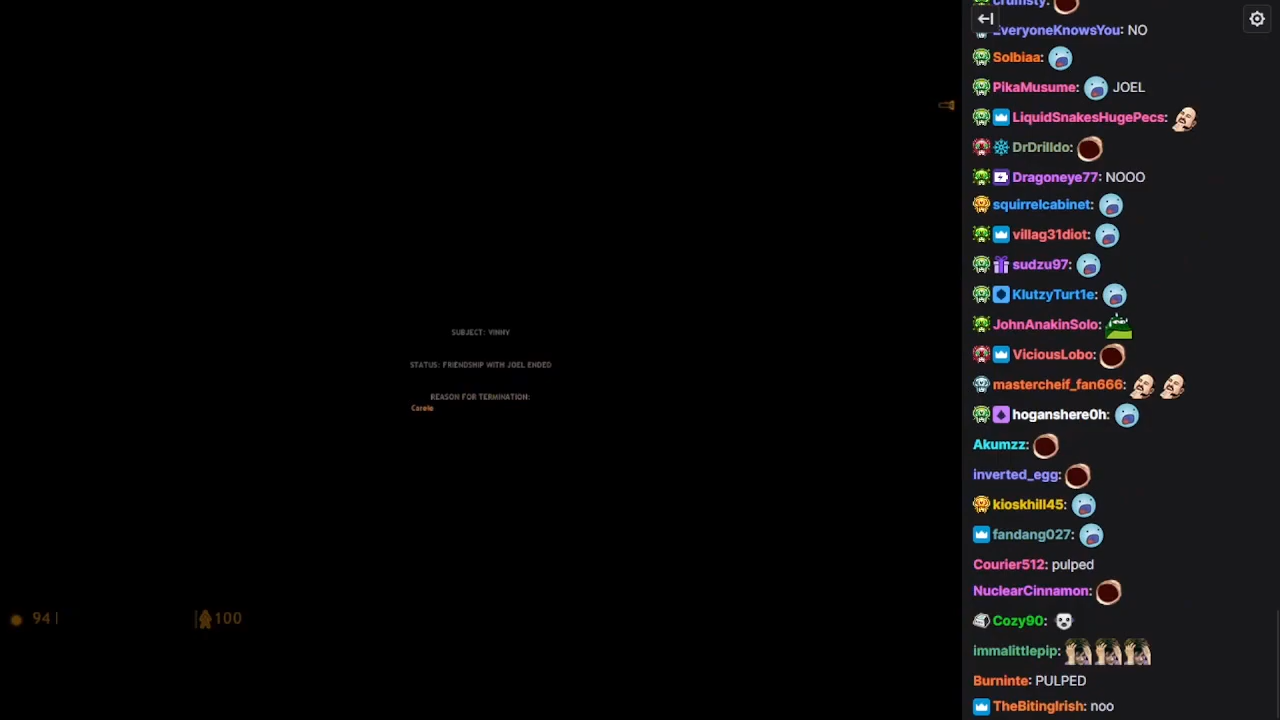 SUBJECT: VINNY
STATUS: FRIENDSHIP WITH JOEL ENDED
REASON FOR TERMINATION:
Carele
94
100
crumsty:
EveryoneKnowsYou: NO
Solbiaa:
PikaMusume: JOEL
LiquidSnakesHugePecs:
DrDrilldo:
Dragoneye77: NOOO
squirrelcabinet:
villag31diot:
sudzu97:
KlutzyTurt1e:
JohnAnakinSolo:
ViciousLobo:
mastercheif_fan666:
hoganshere0h:
Akumzz:
inverted_egg:
kioskhill45:
fandang027:
Courier512: pulped
NuclearCinnamon:
Cozy90:
immalittlepip:
Burninte: PULPED
TheBitingIrish: noo